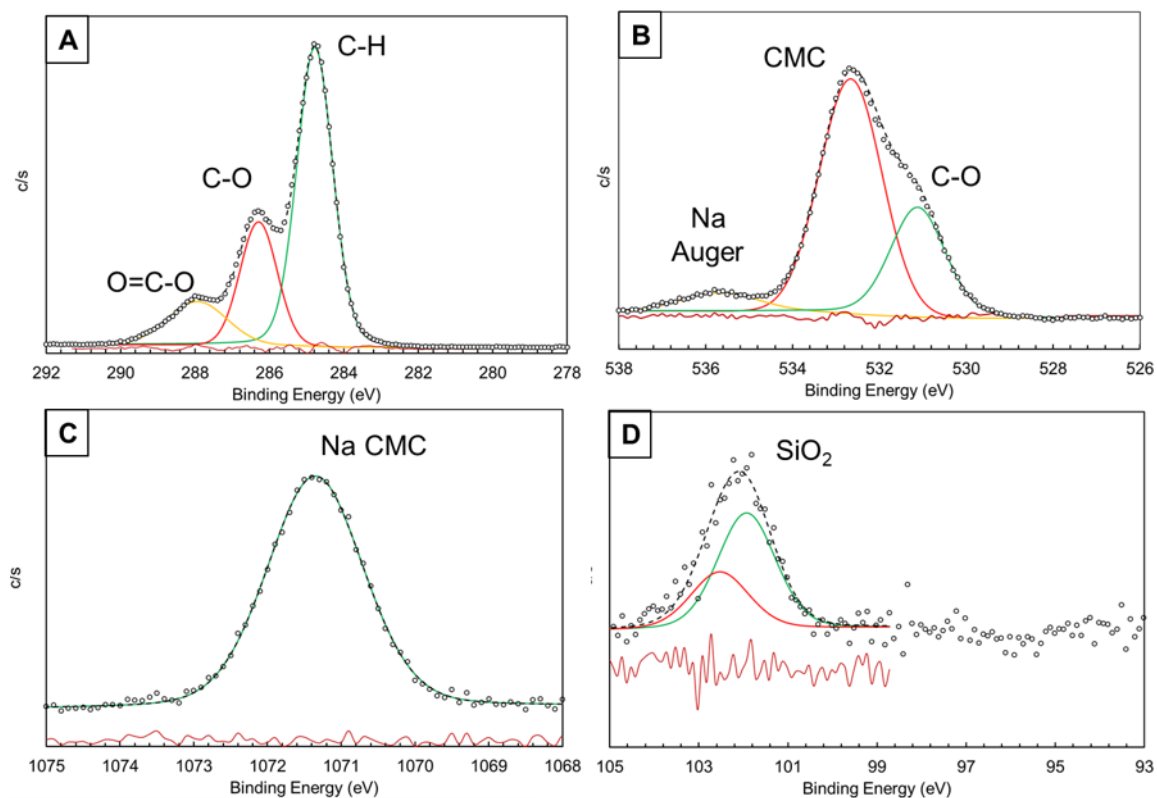 A
C-H
C-O
O=C-O
c/s
292 290 288 286 284 282 280 278
Binding Energy (eV)
B
CMC
C-O
Na
Auger
c/s
538 536 534 532 530 528 526
Binding Energy (eV)
C
Na CMC
c/s
1075 1074 1073 1072 1071 1070 1069 1068
Binding Energy (eV)
D
SiO₂
105 103 101 99 97 95 93
Binding Energy (eV)